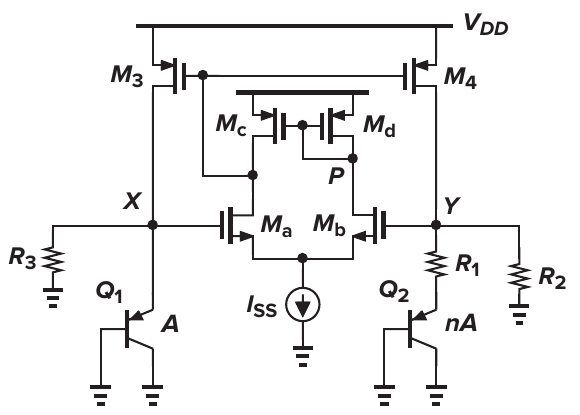 V_DD
M_3
M_4
M_c
M_d
P
X
Y
M_a
M_b
R_3
R_1
R_2
Q_1
Q_2
A
nA
I_SS